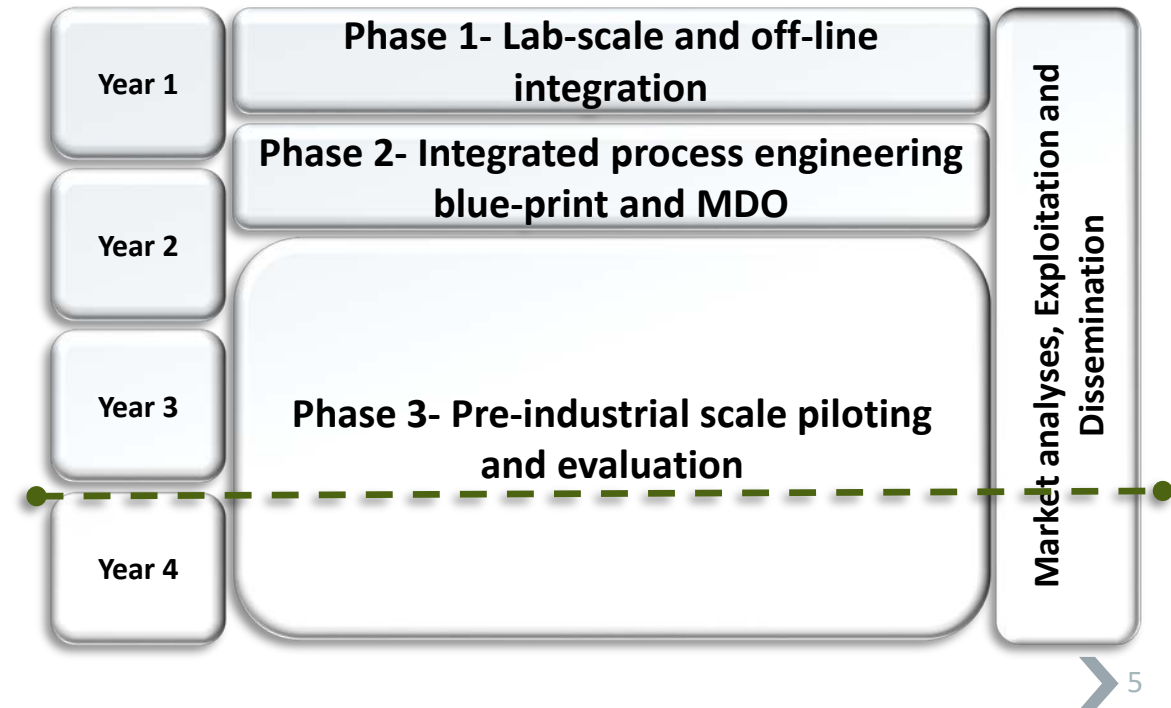 Year 1
Phase 1- Lab-scale and off-line
integration
Phase 2- Integrated process engineering
blue-print and MDO
Year 2
Year 3
Phase 3- Pre-industrial scale piloting
and evaluation
Year 4
Market analyses, Exploitation and
Dissemination
5